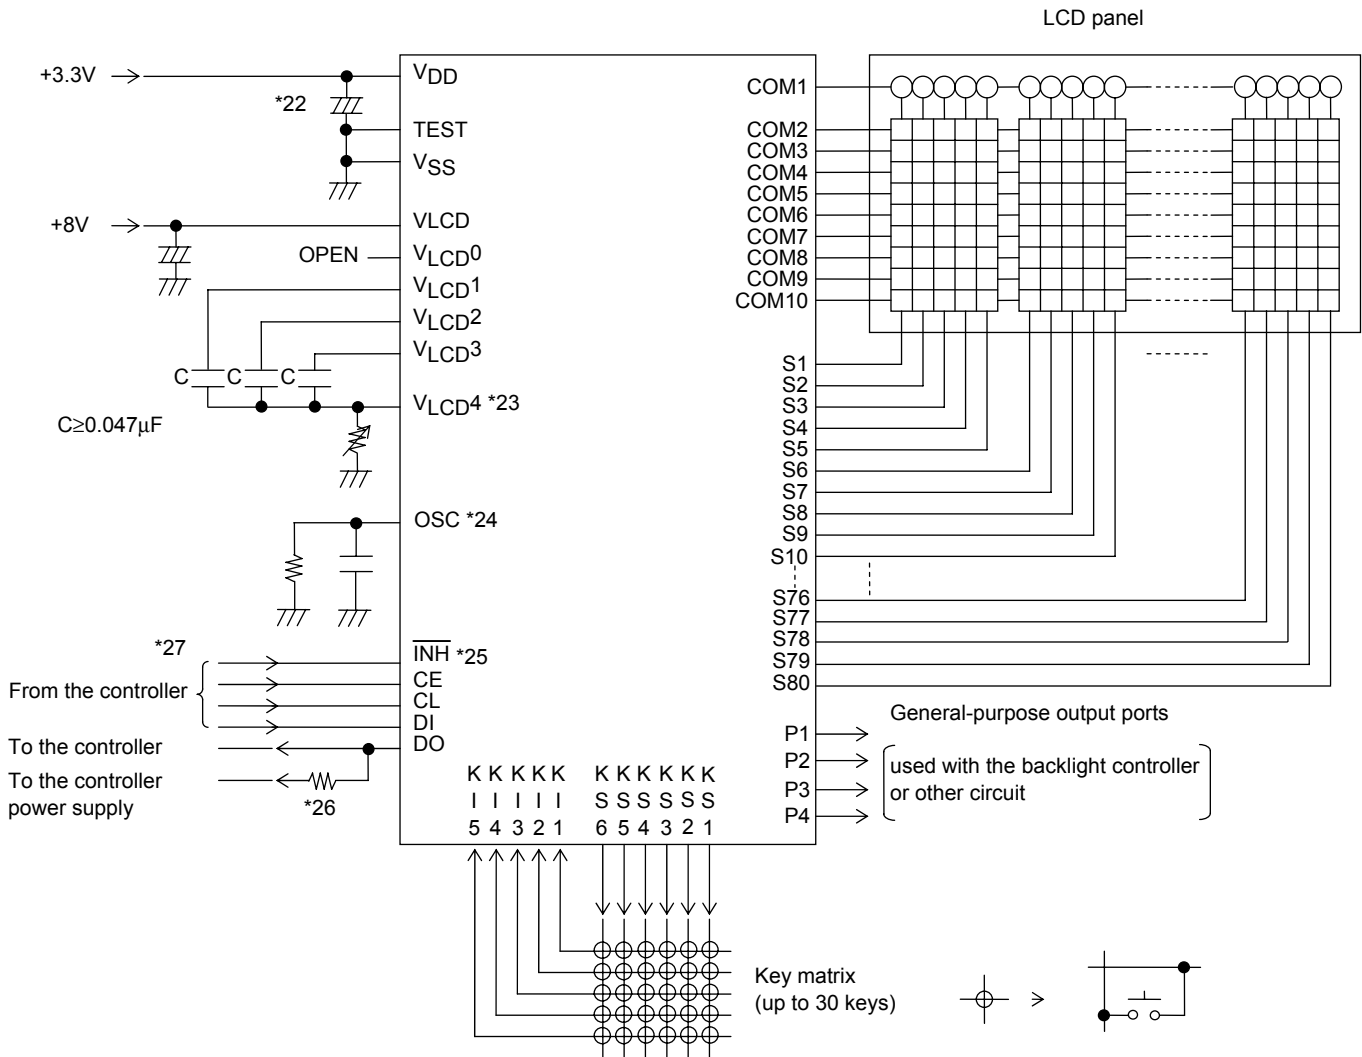 LCD panel
+3.3V
VDD
*22
TEST
VSS
+8V
VLCD
OPEN
VLCD0
VLCD1
VLCD2
VLCD3
C
C
C
VLCD4 *23
C≥0.047μF
OSC *24
*27
INH *25
From the controller
CE
CL
DI
To the controller
DO
To the controller
power supply
*26
COM1
COM2
COM3
COM4
COM5
COM6
COM7
COM8
COM9
COM10
S1
S2
S3
S4
S5
S6
S7
S8
S9
S10
S76
S77
S78
S79
S80
General-purpose output ports
P1
P2
P3
P4
used with the backlight controller
or other circuit
K K K K K K K K K K K
I I I I I S S S S S S
5 4 3 2 1 6 5 4 3 2 1
Key matrix
(up to 30 keys)